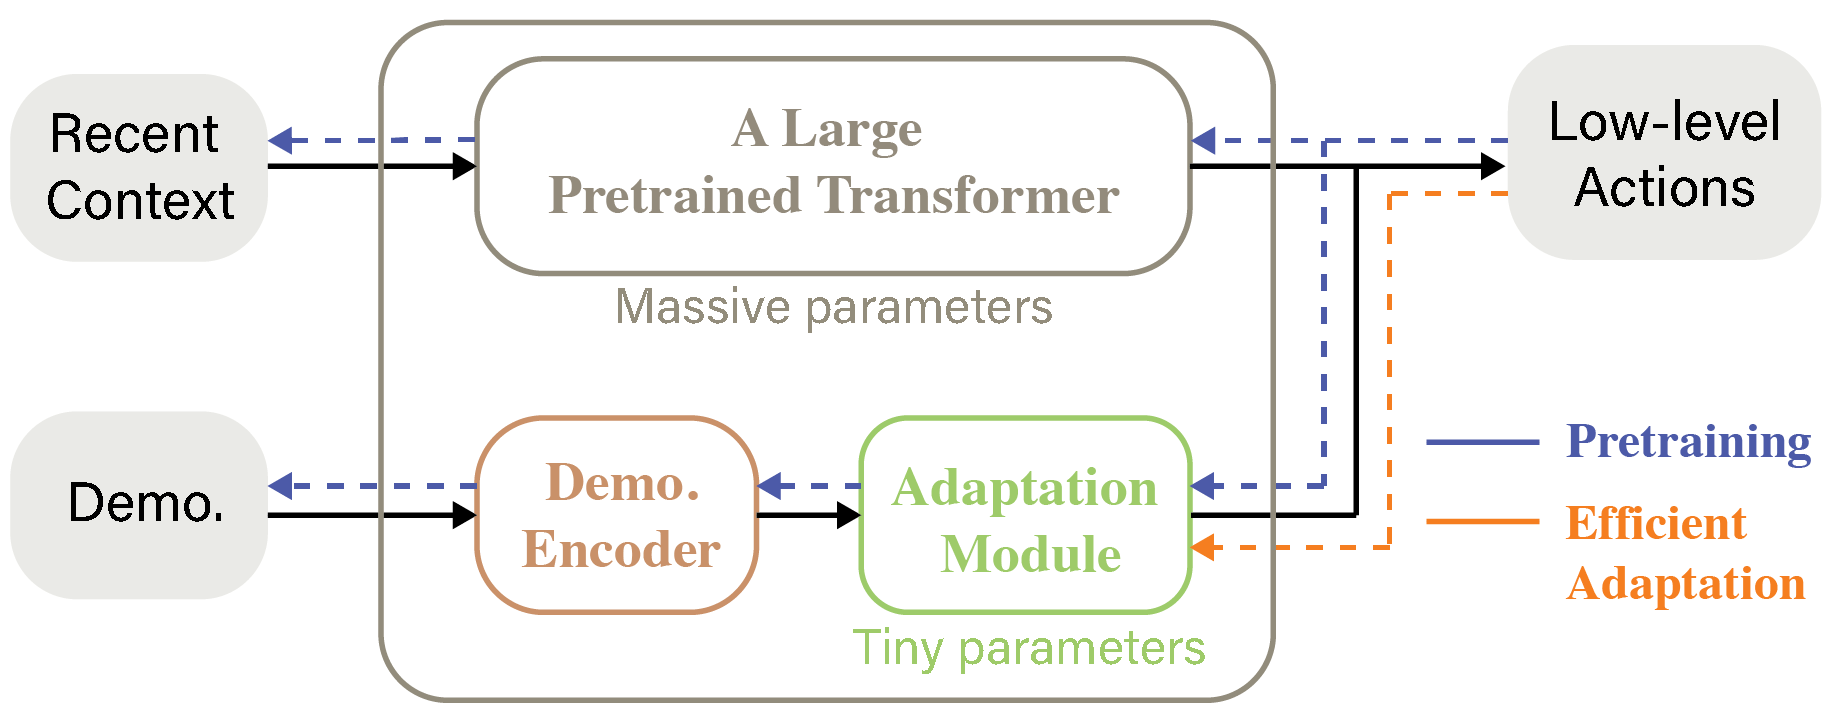 Recent
Context
A Large
Pretrained Transformer
Massive parameters
Low-level
Actions
Demo.
Demo.
Encoder
Adaptation
Module
Tiny parameters
Pretraining
Efficient
Adaptation